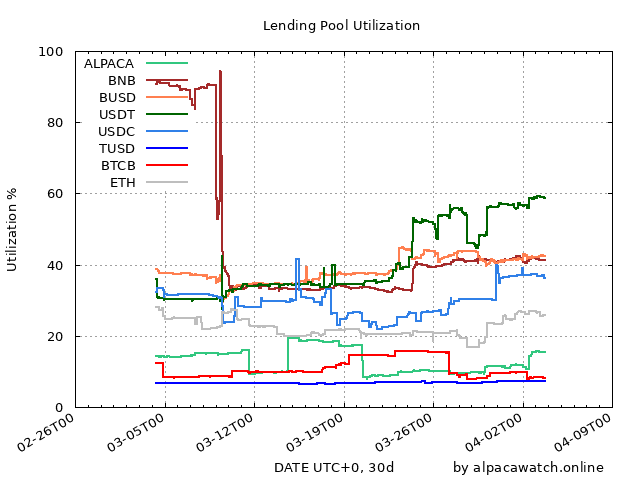 Lending Pool Utilization
100
80
60
40
20
0
Utilization %
ALPACA
BNB
BUSD
USDT
USDC
TUSD
BTCB
ETH
02-26T00
03-05T00
03-12T00
03-19T00
03-26T00
04-02T00
04-09T00
DATE UTC+0, 30d
by alpacawatch.online